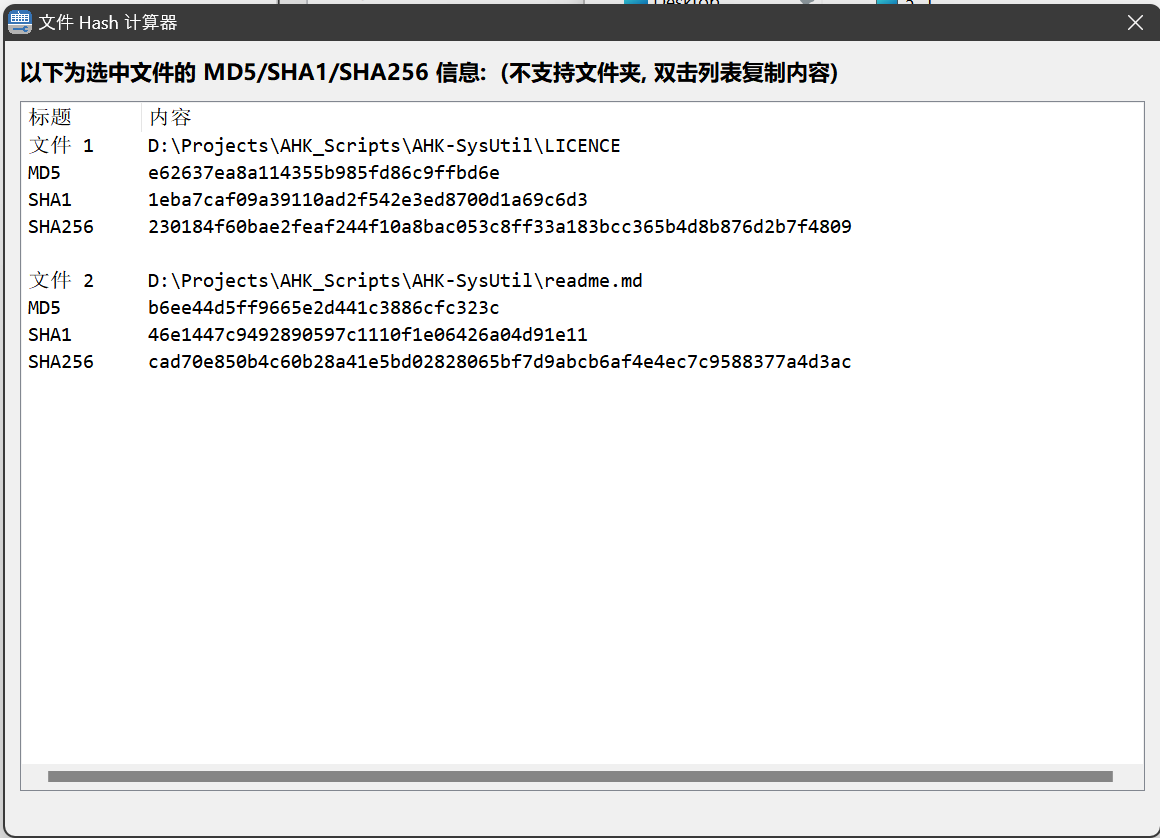 文件 Hash 计算器
以下为选中文件的 MD5/SHA1/SHA256 信息:  (不支持文件夹, 双击列表复制内容)
标题 内容
文件 1 D:\Projects\AHK_Scripts\AHK-SysUtil\LICENCE
MD5 e62637ea8a114355b985fd86c9ffbd6e
SHA1 1eba7caf09a39110ad2f542e3ed8700d1a69c6d3
SHA256 230184f60bae2feaf244f10a8bac053c8ff33a183bcc365b4d8b876d2b7f4809
文件 2 D:\Projects\AHK_Scripts\AHK-SysUtil\readme.md
MD5 b6ee44d5ff9665e2d441c3886cfc323c
SHA1 46e1447c9492890597c1110f1e06426a04d91e11
SHA256 cad70e850b4c60b28a41e5bd02828065bf7d9abcb6af4e4ec7c9588377a4d3ac